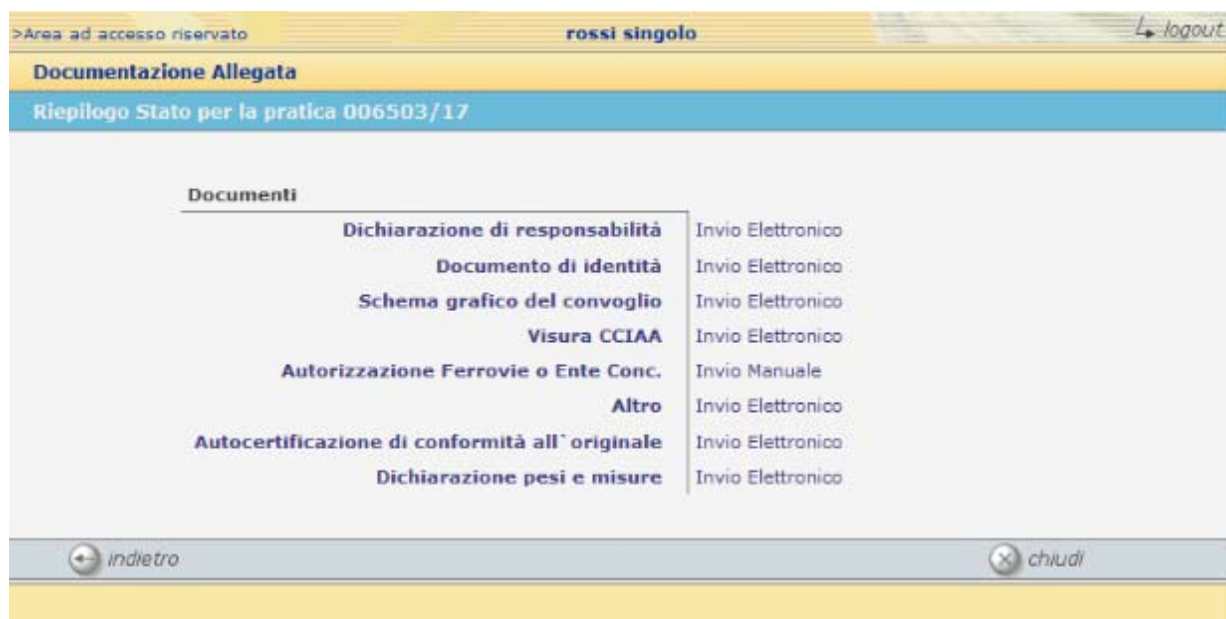 >Area ad accesso riservato rossi singolo logout
Documentazione Allegata
Riepilogo Stato per la pratica 006503/17
Documenti
Dichiarazione di responsabilità Invio Elettronico
Documento di identità Invio Elettronico
Schema grafico del convoglio Invio Elettronico
Visura CCIAA Invio Elettronico
Autorizzazione Ferrovie o Ente Conc. Invio Manuale
Altro Invio Elettronico
Autocertificazione di conformità all`originale Invio Elettronico
Dichiarazione pesi e misure Invio Elettronico
indietro chiudi